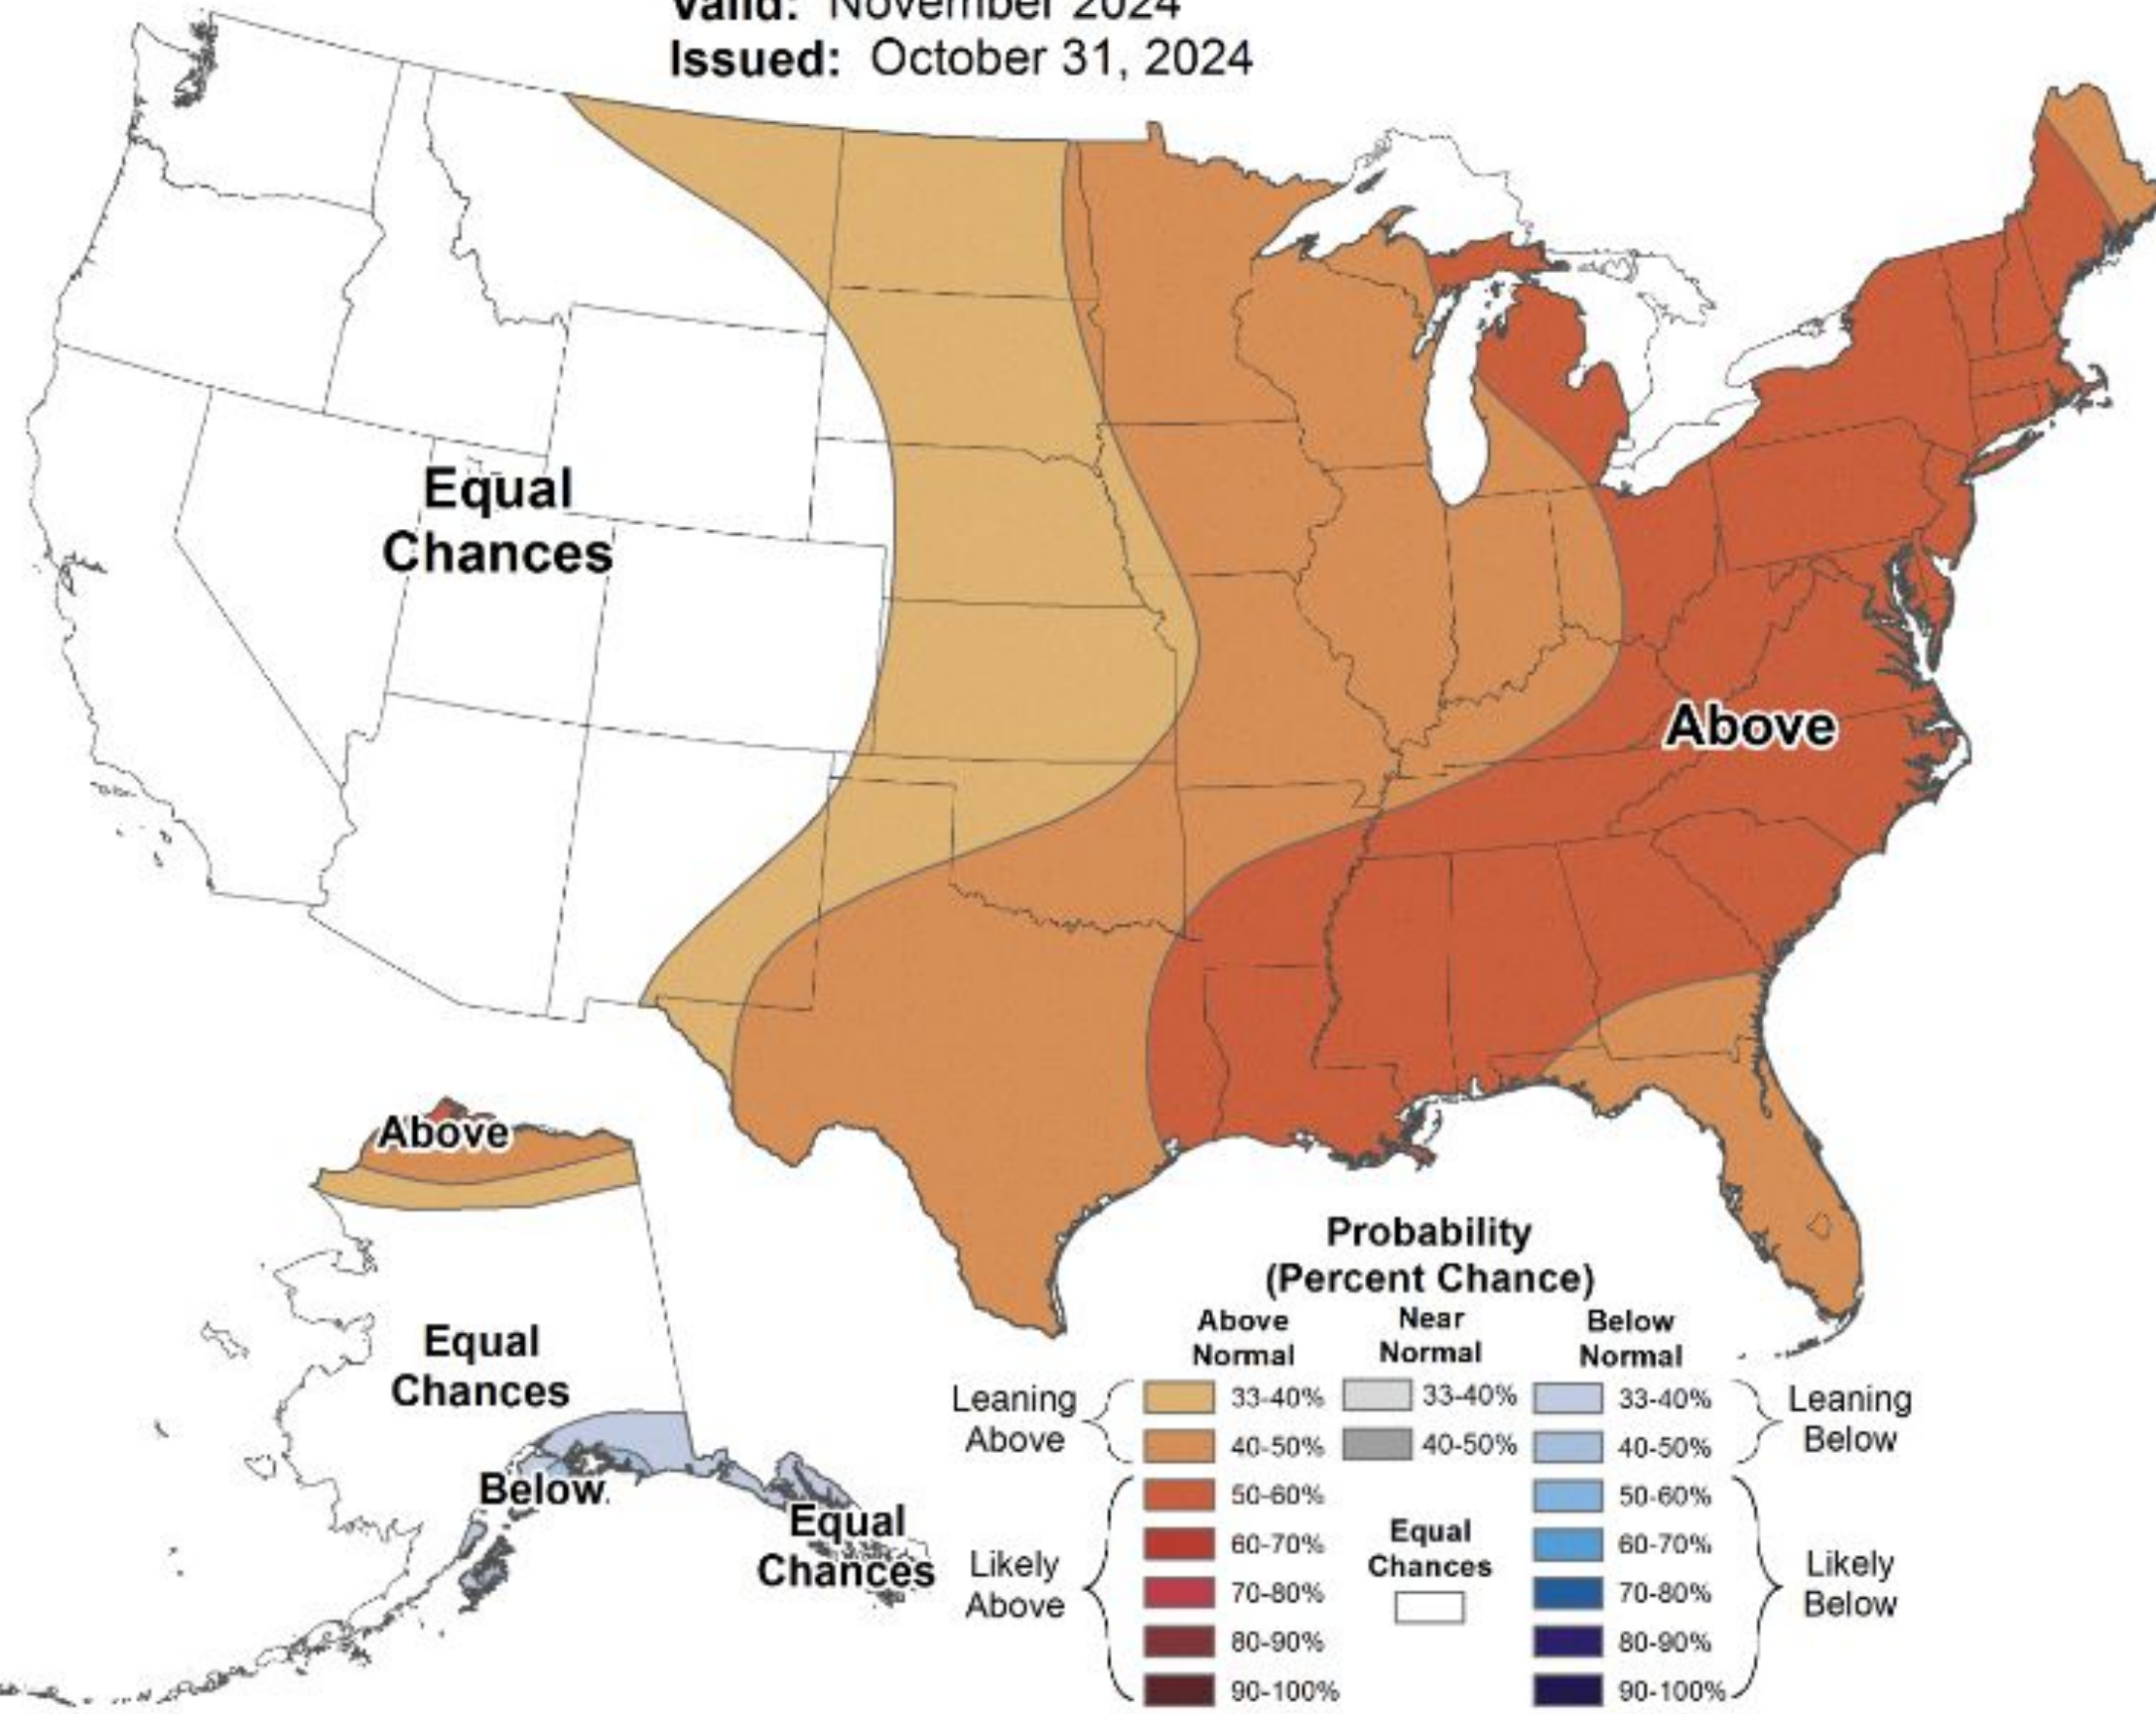 Valid: November 2024
Issued: October 31, 2024
Equal
Chances
Above
Above
Equal
Chances
Below
Equal
Chances
Probability
(Percent Chance)
Above
Normal
Near
Normal
Below
Normal
Leaning
Above
33-40%
33-40%
33-40%
Leaning
Below
40-50%
40-50%
40-50%
50-60%
50-60%
Equal
Chances
60-70%
60-70%
Likely
Above
70-80%
70-80%
Likely
Below
80-90%
80-90%
90-100%
90-100%